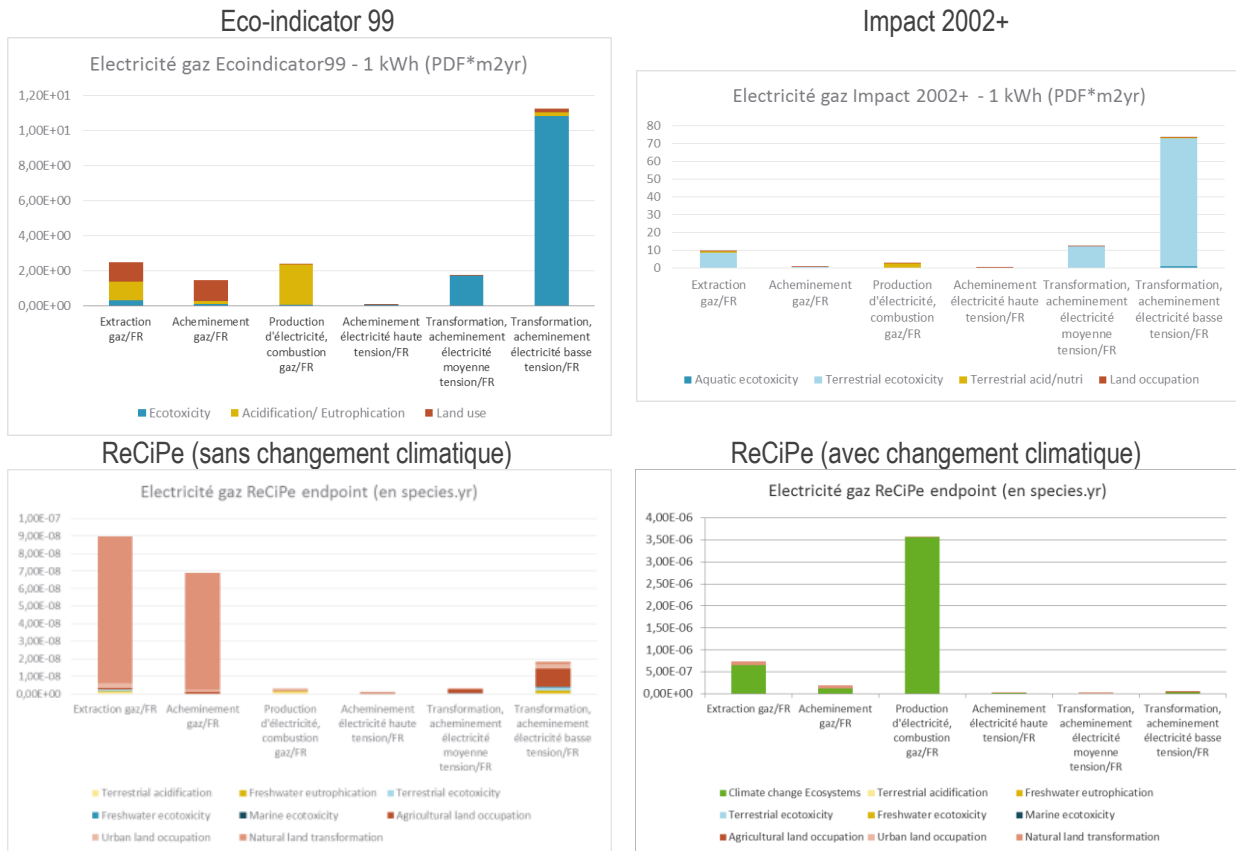 Eco-indicator 99
Electricité gaz Ecoindicator99 - 1 kWh (PDF*m2yr)
1,20E+01
1,00E+01
8,00E+00
6,00E+00
4,00E+00
2,00E+00
0,00E+00
Extraction
gaz/FR
Acheminement
gaz/FR
Production
d'électricité,
combustion
gaz/FR
Acheminement
électricité haute
tension/FR
Transformation,
acheminement
électricité
moyenne
tension/FR
Transformation,
acheminement
électricité basse
tension/FR
Ecotoxicity
Acidification/ Eutrophication
Land use
Impact 2002+
Electricité gaz Impact 2002+ - 1 kWh (PDF*m2yr)
80
70
60
50
40
30
20
10
0
Extraction
gaz/FR
Acheminement
gaz/FR
Production
d'électricité,
combustion
gaz/FR
Acheminement
électricité haute
tension/FR
Transformation,
acheminement
électricité
moyenne
tension/FR
Transformation,
acheminement
électricité basse
tension/FR
Aquatic ecotoxicity
Terrestrial ecotoxicity
Terrestrial acid/nutri
Land occupation
ReCiPe (sans changement climatique)
Electricité gaz ReCiPe endpoint (en species.yr)
1,00E-07
9,00E-08
8,00E-08
7,00E-08
6,00E-08
5,00E-08
4,00E-08
3,00E-08
2,00E-08
1,00E-08
0,00E+00
Extraction gaz/FR
Acheminement
gaz/FR
Production
d'électricité,
combustion
gaz/FR
Acheminement
électricité haute
tension/FR
Transformation,
acheminement
électricité
moyenne
tension/FR
Transformation,
acheminement
électricité basse
tension/FR
Terrestrial acidification
Freshwater eutrophication
Terrestrial ecotoxicity
Freshwater ecotoxicity
Marine ecotoxicity
Agricultural land occupation
Urban land occupation
Natural land transformation
ReCiPe (avec changement climatique)
Electricité gaz ReCiPe endpoint (en species.yr)
4,00E-06
3,50E-06
3,00E-06
2,50E-06
2,00E-06
1,50E-06
1,00E-06
5,00E-07
0,00E+00
Extraction gaz/FR
Acheminement
gaz/FR
Production
d'électricité,
combustion
gaz/FR
Acheminement
électricité haute
tension/FR
Transformation,
acheminement
électricité
moyenne
tension/FR
Transformation,
acheminement
électricité basse
tension/FR
Climate change Ecosystems
Terrestrial acidification
Freshwater eutrophication
Terrestrial ecotoxicity
Freshwater ecotoxicity
Marine ecotoxicity
Agricultural land occupation
Urban land occupation
Natural land transformation